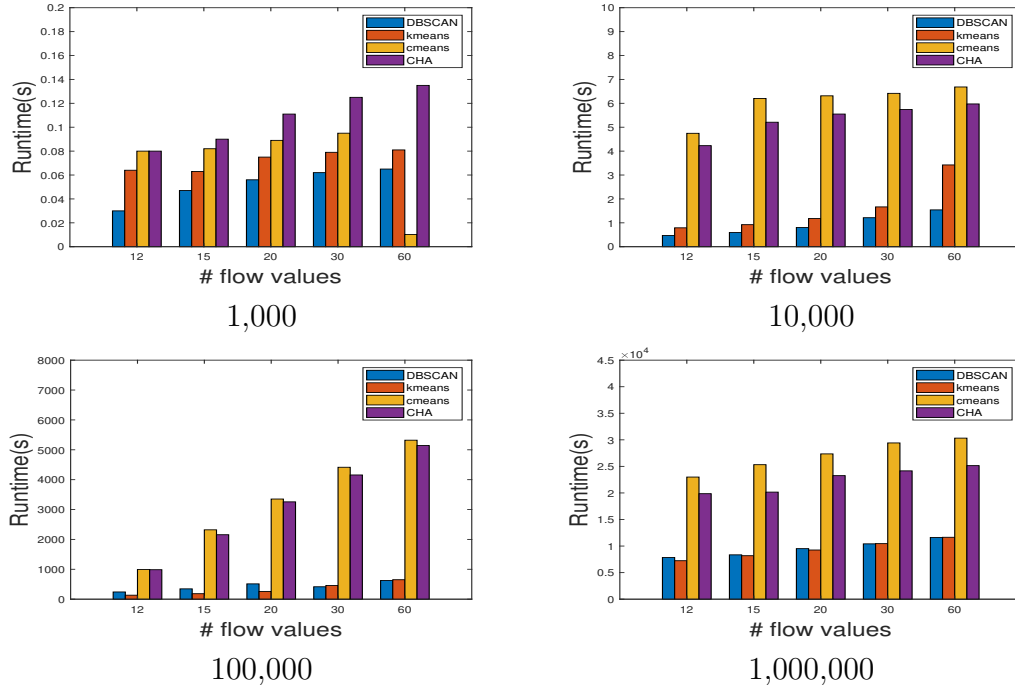 0.2
0.18
0.16
0.14
0.12
0.1
0.08
0.06
0.04
0.02
0
Runtime(s)
DBSCAN
kmeans
cmeans
CHA
12 15 20 30 60
# flow values
1,000
10
9
8
7
6
5
4
3
2
1
0
Runtime(s)
DBSCAN
kmeans
cmeans
CHA
12 15 20 30 60
# flow values
10,000
8000
7000
6000
5000
4000
3000
2000
1000
0
Runtime(s)
DBSCAN
kmeans
cmeans
CHA
12 15 20 30 60
# flow values
100,000
×10⁴
4.5
4
3.5
3
2.5
2
1.5
1
0.5
0
Runtime(s)
DBSCAN
kmeans
cmeans
CHA
12 15 20 30 60
# flow values
1,000,000